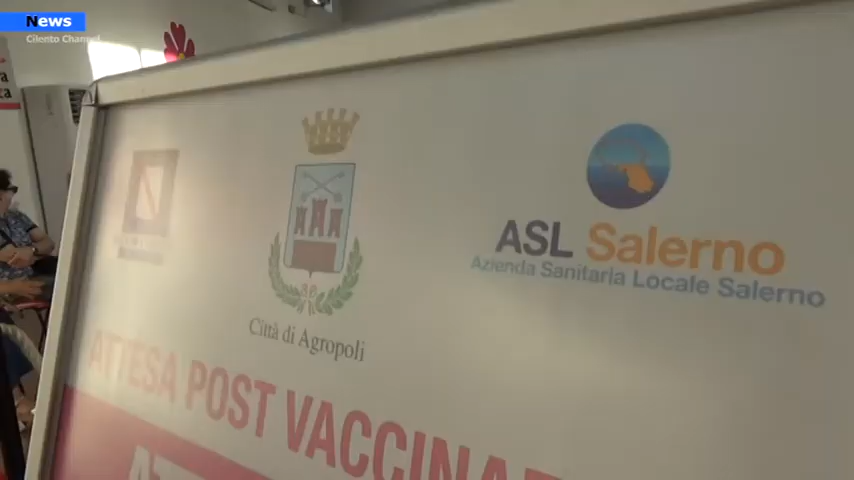 News
Cilento Channel
ASL Salerno
Azienda Sanitaria Locale Salerno
Città di Agropoli
ATTESA POST VACCINA